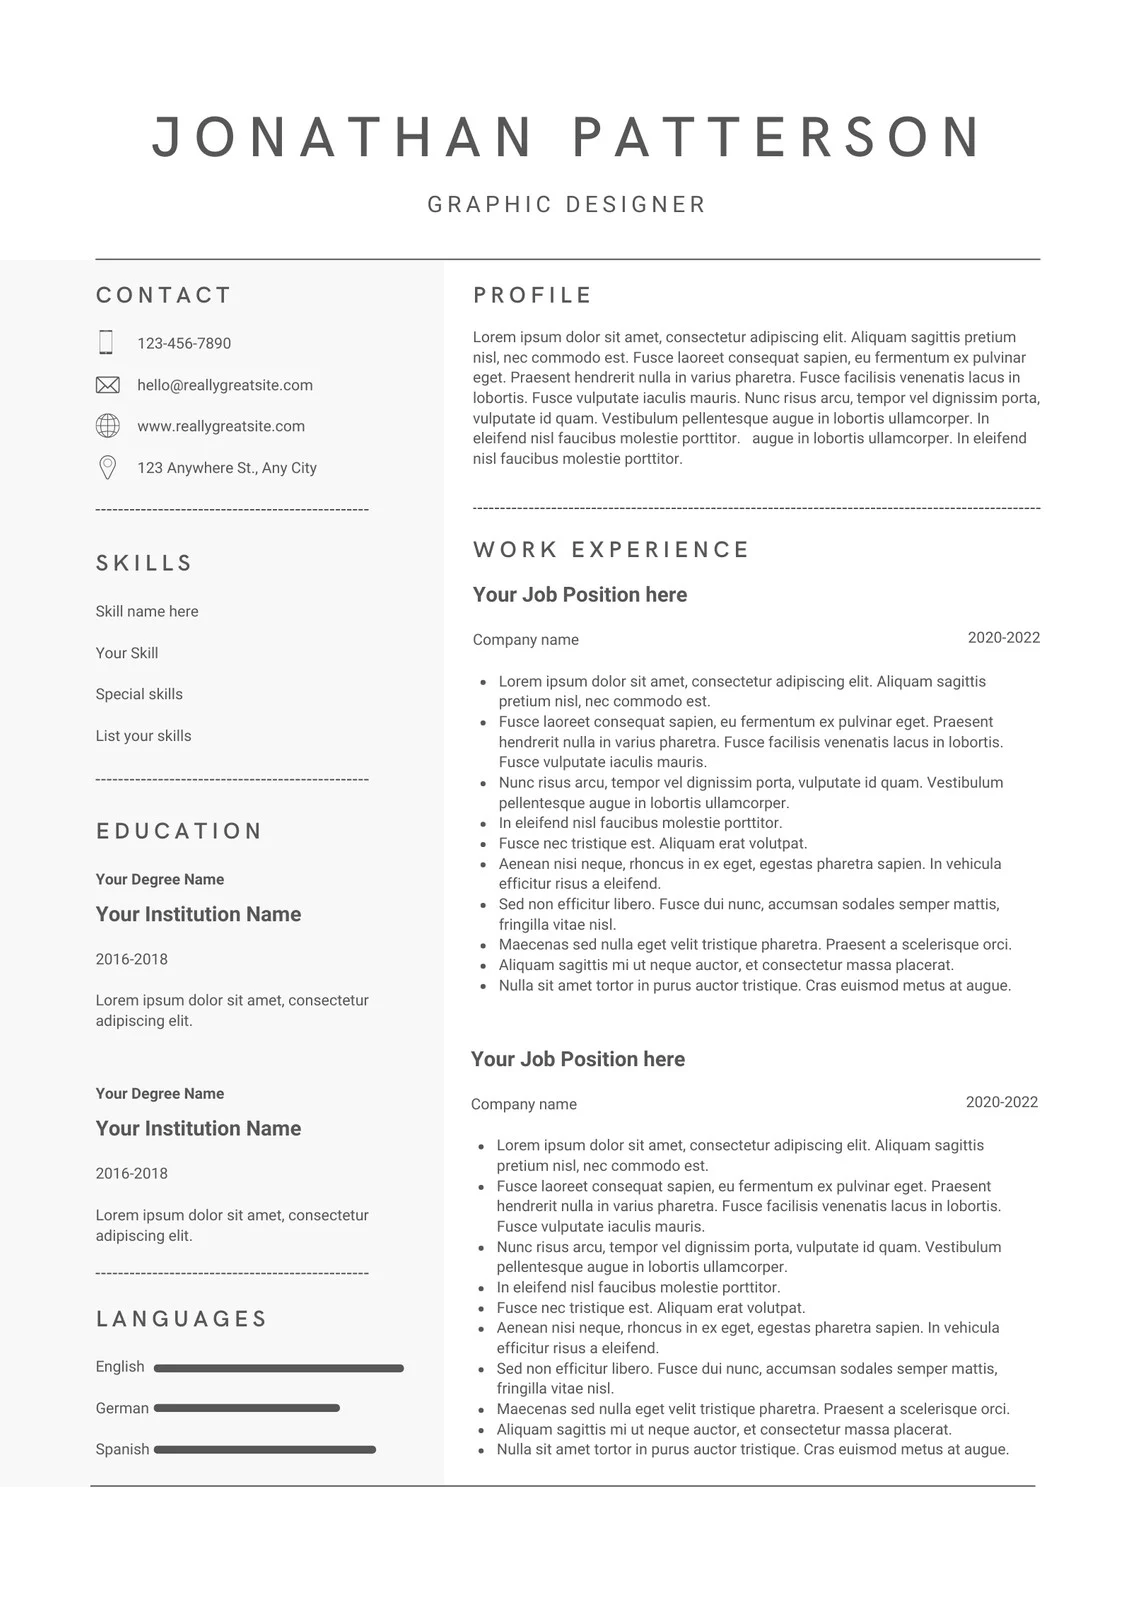 JONATHAN PATTERSON
GRAPHIC DESIGNER
CONTACT
123-456-7890
hello@reallygreatsite.com
www.reallygreatsite.com
123 Anywhere St., Any City
SKILLS
Skill name here
Your Skill
Special skills
List your skills
EDUCATION
Your Degree Name
Your Institution Name
2016-2018
Lorem ipsum dolor sit amet, consectetur
adipiscing elit.
Your Degree Name
Your Institution Name
2016-2018
Lorem ipsum dolor sit amet, consectetur
adipiscing elit.
LANGUAGES
English
German
Spanish
PROFILE
Lorem ipsum dolor sit amet, consectetur adipiscing elit. Aliquam sagittis pretium
nisl, nec commodo est. Fusce laoreet consequat sapien, eu fermentum ex pulvinar
eget. Praesent hendrerit nulla in varius pharetra. Fusce facilisis venenatis lacus in
lobortis. Fusce vulputate iaculis mauris. Nunc risus arcu, tempor vel dignissim porta,
vulputate id quam. Vestibulum pellentesque augue in lobortis ullamcorper. In
eleifend nisl faucibus molestie porttitor.   augue in lobortis ullamcorper. In eleifend
nisl faucibus molestie porttitor.
WORK EXPERIENCE
Your Job Position here
Company name 2020-2022
• Lorem ipsum dolor sit amet, consectetur adipiscing elit. Aliquam sagittis
pretium nisl, nec commodo est.
• Fusce laoreet consequat sapien, eu fermentum ex pulvinar eget. Praesent
hendrerit nulla in varius pharetra. Fusce facilisis venenatis lacus in lobortis.
Fusce vulputate iaculis mauris.
• Nunc risus arcu, tempor vel dignissim porta, vulputate id quam. Vestibulum
pellentesque augue in lobortis ullamcorper.
• In eleifend nisl faucibus molestie porttitor.
• Fusce nec tristique est. Aliquam erat volutpat.
• Aenean nisi neque, rhoncus in ex eget, egestas pharetra sapien. In vehicula
efficitur risus a eleifend.
• Sed non efficitur libero. Fusce dui nunc, accumsan sodales semper mattis,
fringilla vitae nisl.
• Maecenas sed nulla eget velit tristique pharetra. Praesent a scelerisque orci.
• Aliquam sagittis mi ut neque auctor, et consectetur massa placerat.
• Nulla sit amet tortor in purus auctor tristique. Cras euismod metus at augue.
Your Job Position here
Company name 2020-2022
• Lorem ipsum dolor sit amet, consectetur adipiscing elit. Aliquam sagittis
pretium nisl, nec commodo est.
• Fusce laoreet consequat sapien, eu fermentum ex pulvinar eget. Praesent
hendrerit nulla in varius pharetra. Fusce facilisis venenatis lacus in lobortis.
Fusce vulputate iaculis mauris.
• Nunc risus arcu, tempor vel dignissim porta, vulputate id quam. Vestibulum
pellentesque augue in lobortis ullamcorper.
• In eleifend nisl faucibus molestie porttitor.
• Fusce nec tristique est. Aliquam erat volutpat.
• Aenean nisi neque, rhoncus in ex eget, egestas pharetra sapien. In vehicula
efficitur risus a eleifend.
• Sed non efficitur libero. Fusce dui nunc, accumsan sodales semper mattis,
fringilla vitae nisl.
• Maecenas sed nulla eget velit tristique pharetra. Praesent a scelerisque orci.
• Aliquam sagittis mi ut neque auctor, et consectetur massa placerat.
• Nulla sit amet tortor in purus auctor tristique. Cras euismod metus at augue.